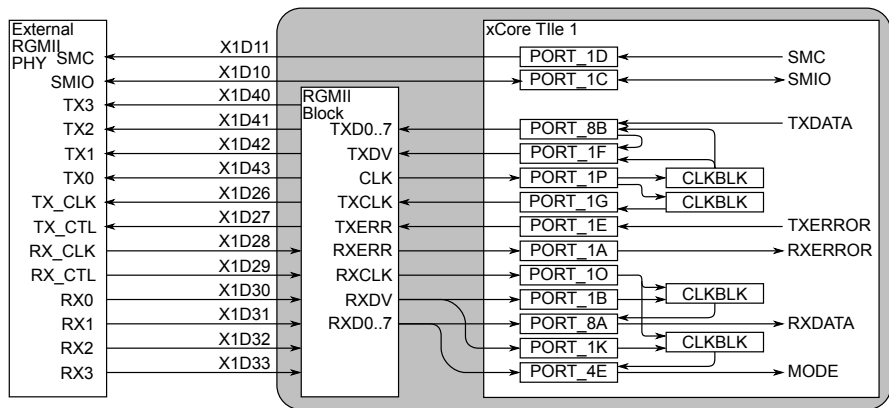 External
RGMII
PHY
xCore TIle 1
SMC X1D11 PORT_1D SMC
SMIO X1D10 PORT_1C SMIO
TX3 X1D40
RGMII
Block
TX2 X1D41 TXD0..7 PORT_8B TXDATA
TX1 X1D42 TXDV PORT_1F
TX0 X1D43 CLK PORT_1P CLKBLK
TX_CLK X1D26 TXCLK PORT_1G CLKBLK
TX_CTL X1D27 TXERR PORT_1E TXERROR
RX_CLK X1D28 RXERR PORT_1A RXERROR
RX_CTL X1D29 RXCLK PORT_1O
RX0 X1D30 RXDV PORT_1B CLKBLK
RX1 X1D31 RXD0..7 PORT_8A RXDATA
RX2 X1D32 PORT_1K CLKBLK
RX3 X1D33 PORT_4E MODE